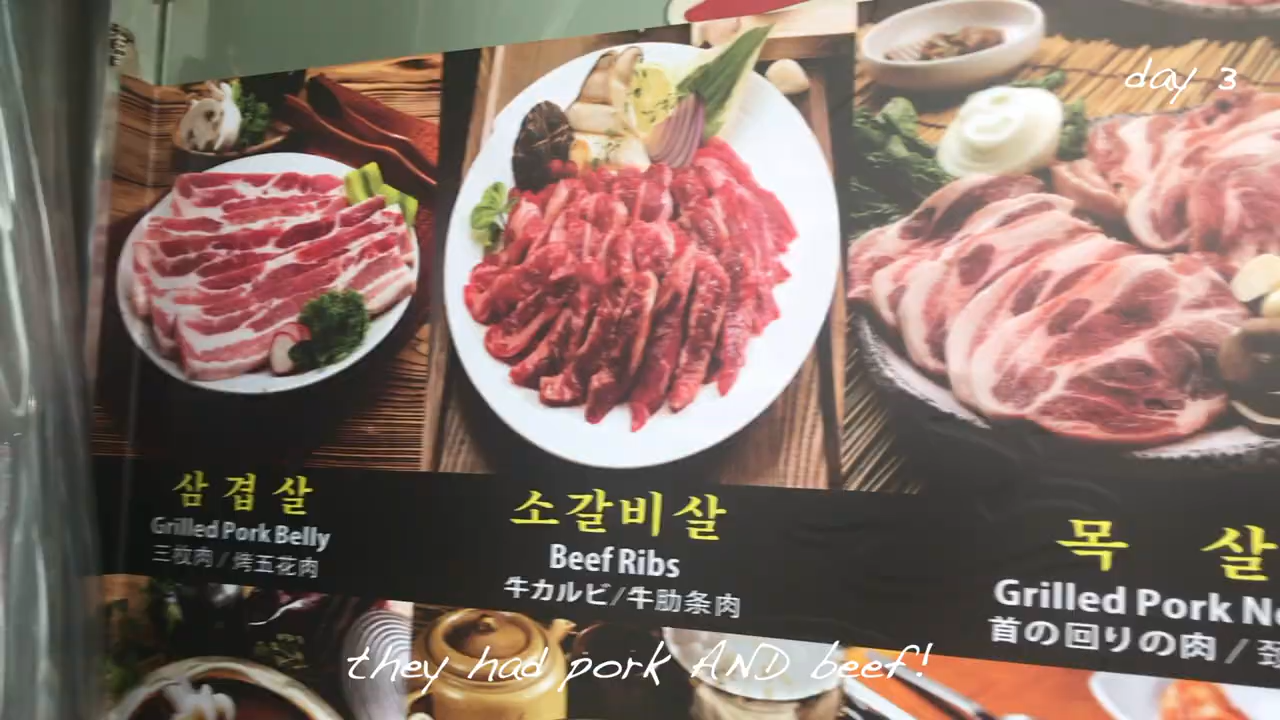 day 3
삼겹살
Grilled Pork Belly
三枚肉/烤五花肉
소갈비살
Beef Ribs
牛カルビ/牛肋条肉
목 살
Grilled Pork
首の回りの肉/
they had pork AND beef!